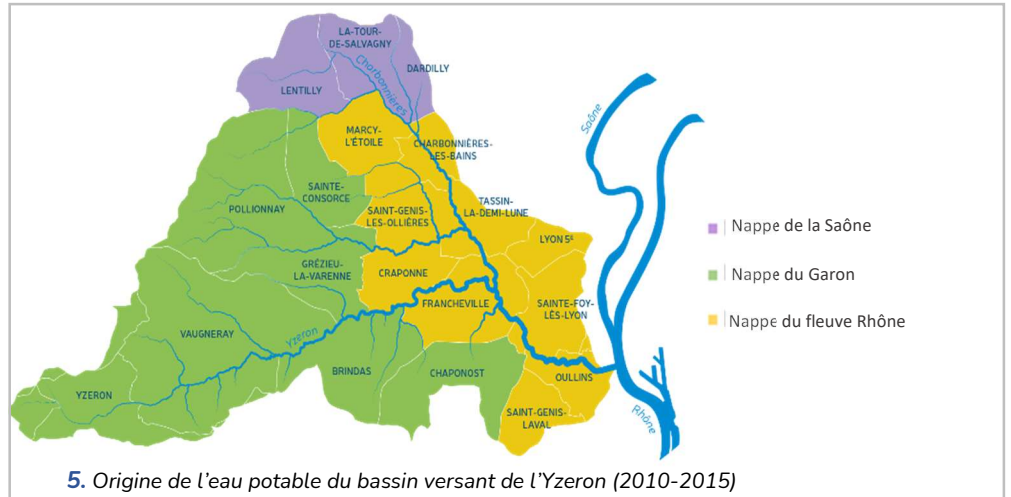 LA-TOUR-
DE-SALVAGNY
Charbonnières
DARDILLY
LENTILLY
Saône
MARCY-
L'ÉTOILE
CHARBONNIÈRES-
LES-BAINS
SAINTE-
CONSORCE
POLLIONNAY
SAINT-GENIS-
LES-OLLIÈRES
TASSIN-
LA-DEMI-LUNE
LYON 5E
Nappe de la Saône
GRÉZIEU-
LA-VARENNE
CRAPONNE
Nappe du Garon
FRANCHEVILLE
SAINTE-FOY-
LÈS-LYON
Nappe du fleuve Rhône
VAUGNERAY
Yzeron
BRINDAS
CHAPONOST
OULLINS
YZERON
SAINT-GENIS-
LAVAL
Rhône
5. Origine de l'eau potable du bassin versant de l'Yzeron (2010-2015)